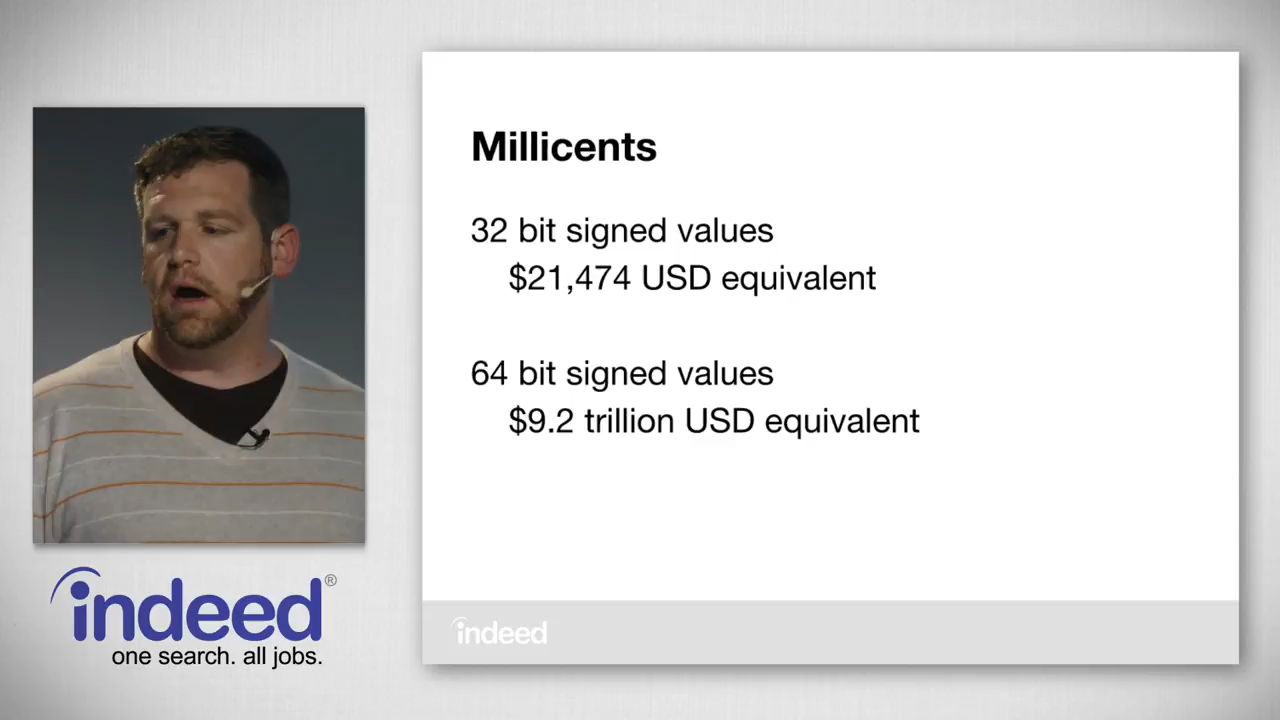 Millicents
32 bit signed values
$21,474 USD equivalent
64 bit signed values
$9.2 trillion USD equivalent
indeed
indeed®
one search. all jobs.